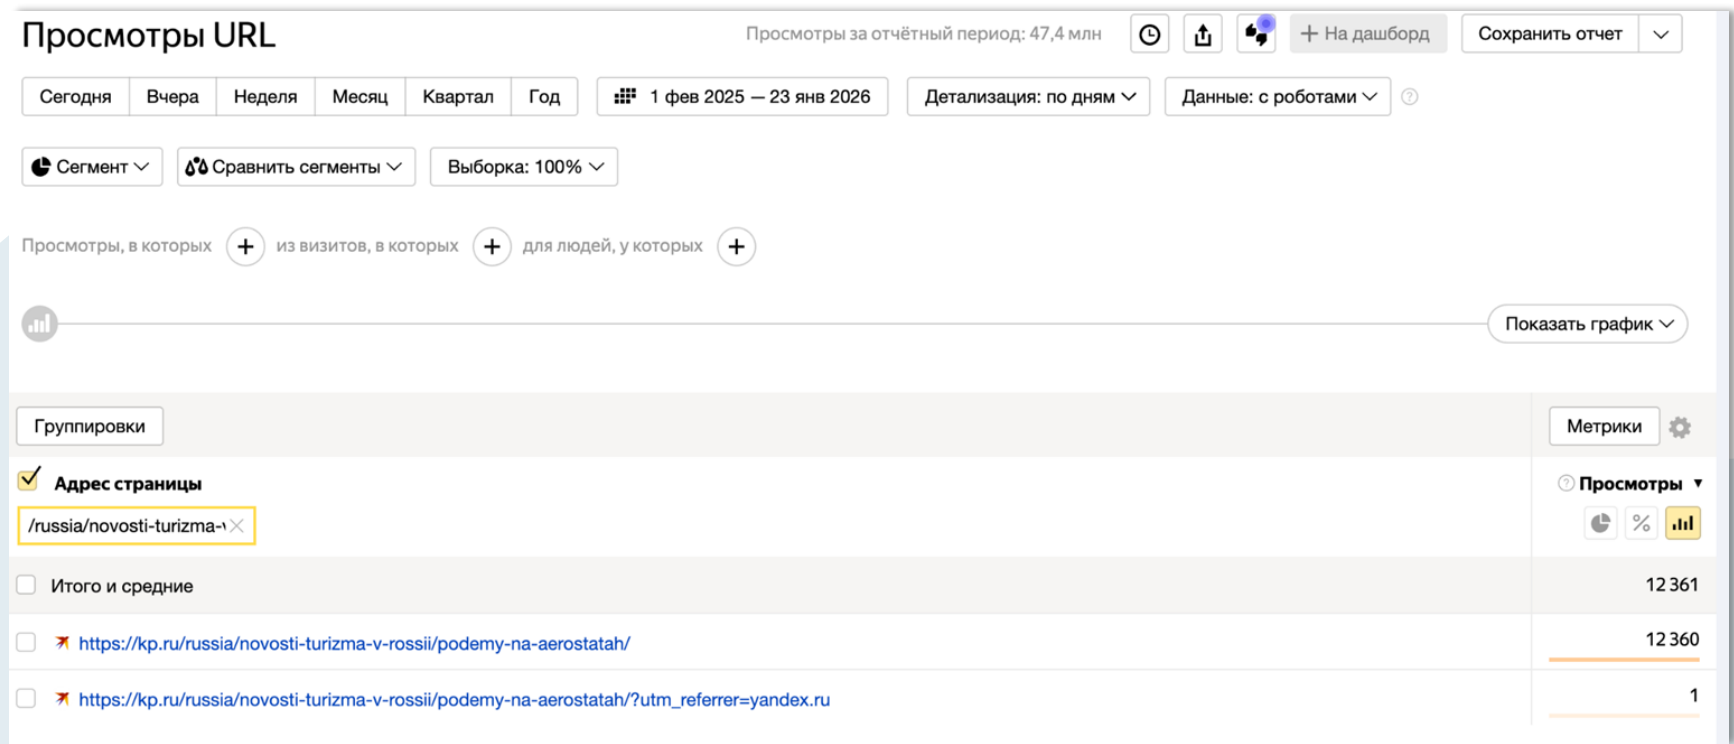 Просмотры URL
Просмотры за отчётный период: 47,4 млн
+ На дашборд
Сохранить отчет
Сегодня Вчера Неделя Месяц Квартал Год
1 фев 2025 — 23 янв 2026
Детализация: по дням
Данные: с роботами
?
Сегмент
Сравнить сегменты
Выборка: 100%
Просмотры, в которых + из визитов, в которых + для людей, у которых +
Показать график
Группировки
Метрики
Адрес страницы
? Просмотры ▼
/russia/novosti-turizma-
%
Итого и средние
12 361
https://kp.ru/russia/novosti-turizma-v-rossii/podemy-na-aerostatah/
12 360
https://kp.ru/russia/novosti-turizma-v-rossii/podemy-na-aerostatah/?utm_referrer=yandex.ru
1